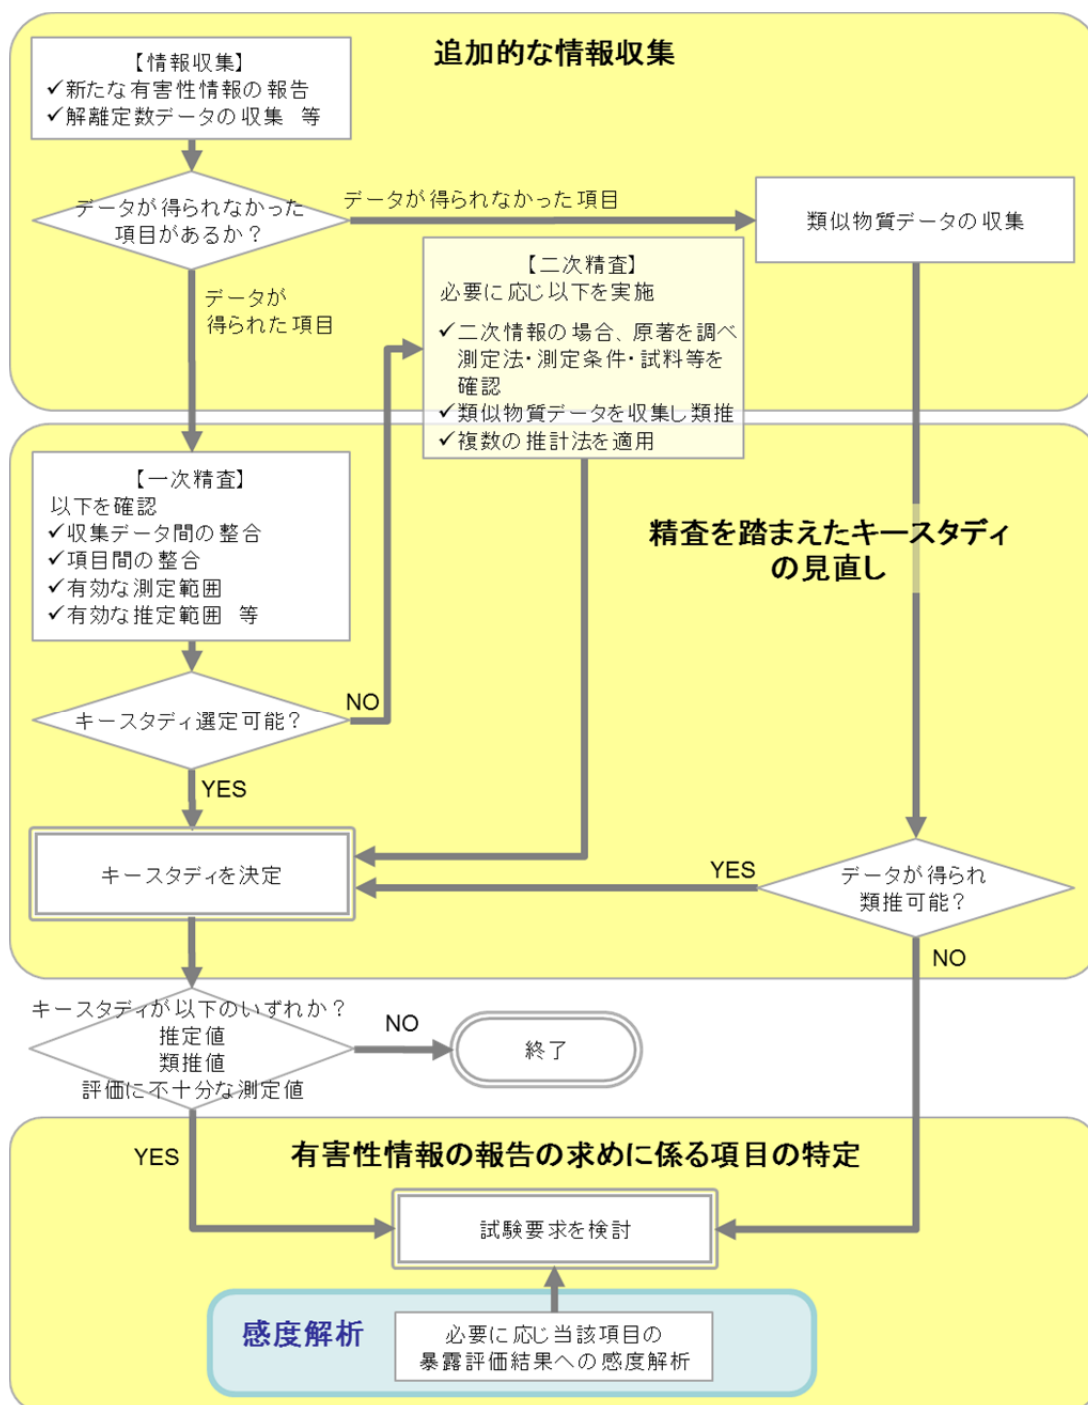 追加的な情報収集
【情報収集】
✓新たな有害性情報の報告
✓解離定数データの収集 等
データが得られなかった
項目があるか?
データが得られなかった項目
類似物質データの収集
データが
得られた項目
【二次精査】
必要に応じ以下を実施
✓二次情報の場合、原著を調べ
測定法・測定条件・試料等を
確認
✓類似物質データを収集し類推
✓複数の推計法を適用
精査を踏まえたキースタディ
の見直し
【一次精査】
以下を確認
✓収集データ間の整合
✓項目間の整合
✓有効な測定範囲
✓有効な推定範囲 等
キースタディ選定可能?
NO
YES
キースタディを決定
データが得られ
類推可能?
YES
NO
キースタディが以下のいずれか?
推定値
類推値
評価に不十分な測定値
NO
終了
YES
有害性情報の報告の求めに係る項目の特定
試験要求を検討
感度解析
必要に応じ当該項目の
暴露評価結果への感度解析